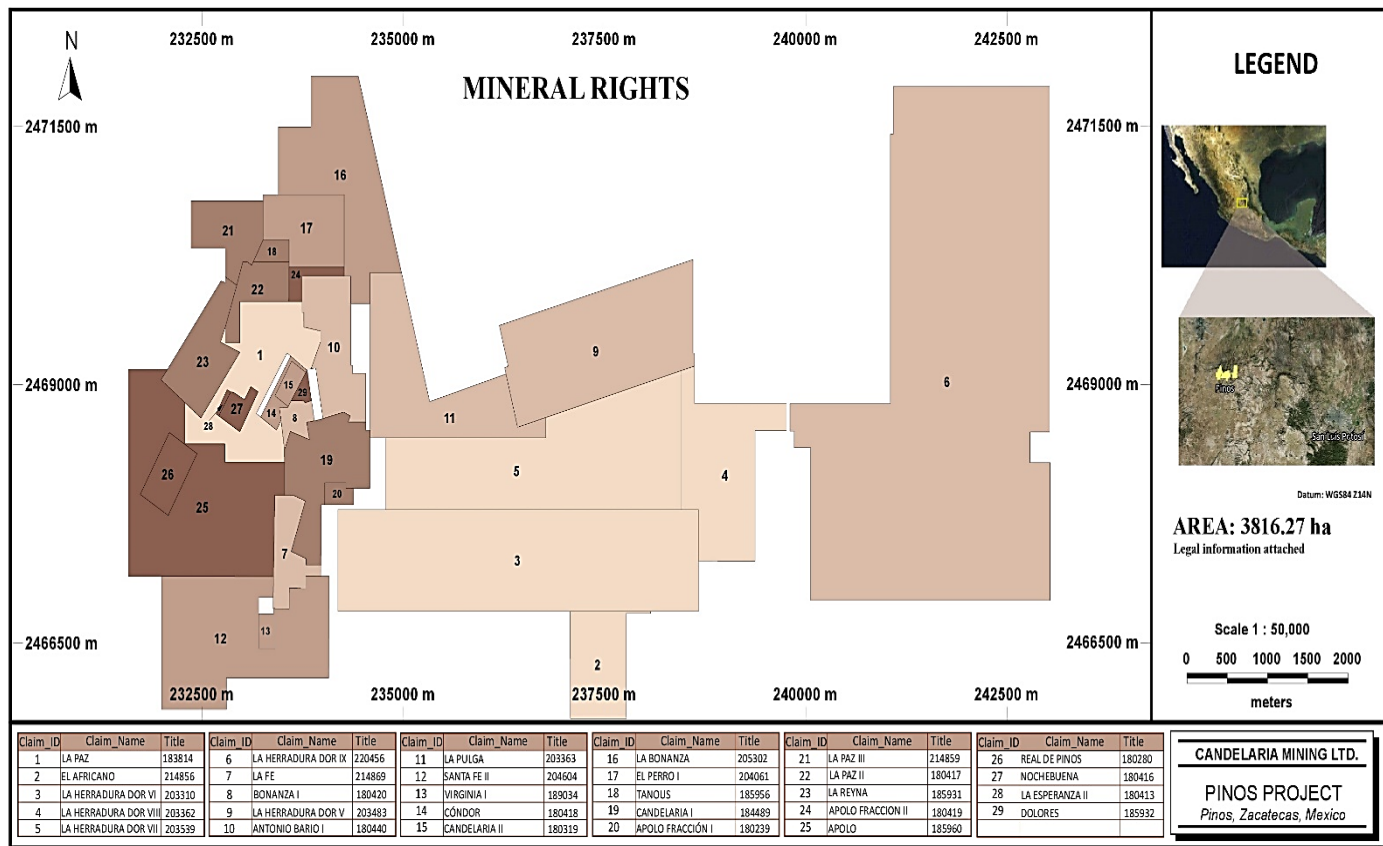 232500 m 235000 m 237500 m 240000 m 242500 m
N
MINERAL RIGHTS
2471500 m 2471500 m
16
21 17
18
24
22
10
1
23
9
15
29
27
14
8
28
11
6
2469000 m 2469000 m
26
19
5
4
20
25
7
3
13
12
2
2466500 m 2466500 m
232500 m 235000 m 237500 m 240000 m 242500 m
LEGEND
Pinos
San Luis Potosi
Datum: WGS84 Z14N
AREA: 3816.27 ha
Legal information attached
Scale 1 : 50,000
0 500 1000 1500 2000
meters
Claim_ID Claim_Name Title
1 LA PAZ 183814
2 EL AFRICANO 214856
3 LA HERRADURA DOR VI 203310
4 LA HERRADURA DOR VIII 203362
5 LA HERRADURA DOR VII 203539
Claim_ID Claim_Name Title
6 LA HERRADURA DOR IX 220456
7 LA FE 214869
8 BONANZA I 180420
9 LA HERRADURA DOR V 203483
10 ANTONIO BARIO I 180440
Claim_ID Claim_Name Title
11 LA PULGA 203363
12 SANTA FE II 204604
13 VIRGINIA I 189034
14 CÓNDOR 180418
15 CANDELARIA II 180319
Claim_ID Claim_Name Title
16 LA BONANZA 205302
17 EL PERRO I 204061
18 TANOUS 185956
19 CANDELARIA I 184489
20 APOLO FRACCIÓN I 180239
Claim_ID Claim_Name Title
21 LA PAZ III 214859
22 LA PAZ II 180417
23 LA REYNA 185931
24 APOLO FRACCION II 180419
25 APOLO 185960
Claim_ID Claim_Name Title
26 REAL DE PINOS 180280
27 NOCHEBUENA 180416
28 LA ESPERANZA II 180413
29 DOLORES 185932
CANDELARIA MINING LTD.
PINOS PROJECT
Pinos, Zacatecas, Mexico